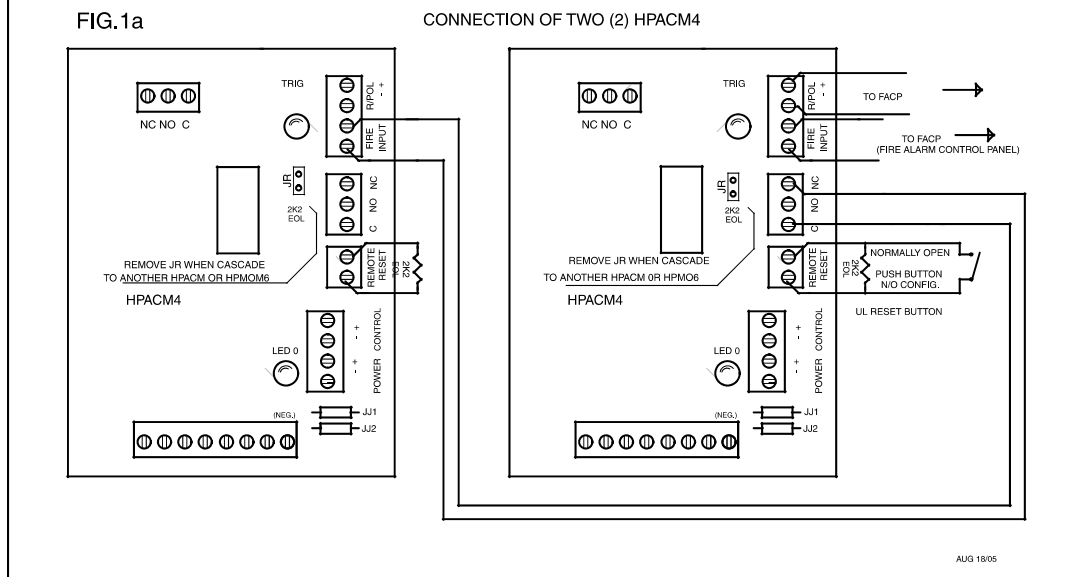 FIG.1a
CONNECTION OF TWO (2) HPACM4
TRIG
R/POL
- +
FIRE
INPUT
NC NO C
JR
2K2
EOL
NC
NO
C
REMOTE
RESET
2K2
EOL
REMOVE JR WHEN CASCADE
TO ANOTHER HPACM OR HPMOM6
HPACM4
LED 0
CONTROL
- +
POWER
- +
(NEG.)
JJ1
JJ2
TRIG
R/POL
- +
FIRE
INPUT
TO FACP
TO FACP
(FIRE ALARM CONTROL PANEL)
NC NO C
JR
2K2
EOL
NC
NO
C
REMOTE
RESET
2K2
EOL
NORMALLY OPEN
PUSH BUTTON
N/O CONFIG.
UL RESET BUTTON
REMOVE JR WHEN CASCADE
TO ANOTHER HPACM 0R HPMO6
HPACM4
LED 0
CONTROL
- +
POWER
- +
(NEG.)
JJ1
JJ2
AUG 18/05